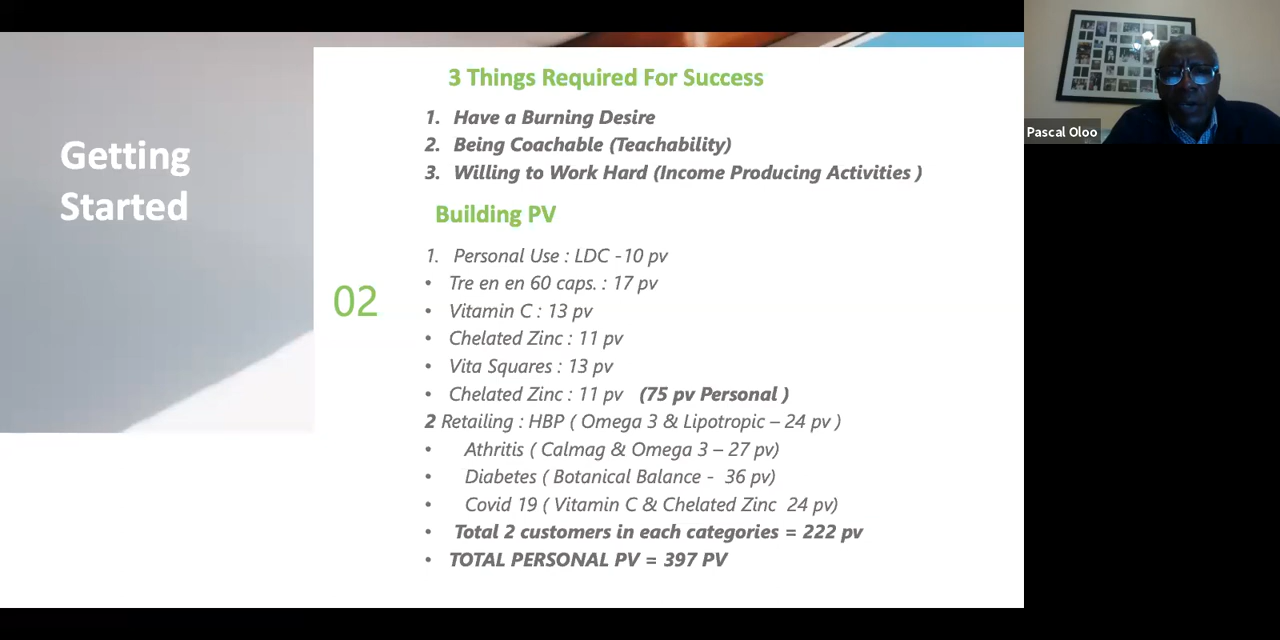 Getting
Started
02
3 Things Required For Success
1. Have a Burning Desire
2. Being Coachable (Teachability)
3. Willing to Work Hard (Income Producing Activities )
Building PV
1. Personal Use : LDC -10 pv
• Tre en en 60 caps. : 17 pv
• Vitamin C : 13 pv
• Chelated Zinc : 11 pv
• Vita Squares : 13 pv
• Chelated Zinc : 11 pv (75 pv Personal )
2 Retailing : HBP ( Omega 3 & Lipotropic – 24 pv )
• Athritis ( Calmag & Omega 3 – 27 pv)
• Diabetes ( Botanical Balance - 36 pv)
• Covid 19 ( Vitamin C & Chelated Zinc 24 pv)
• Total 2 customers in each categories = 222 pv
• TOTAL PERSONAL PV = 397 PV
Pascal Oloo